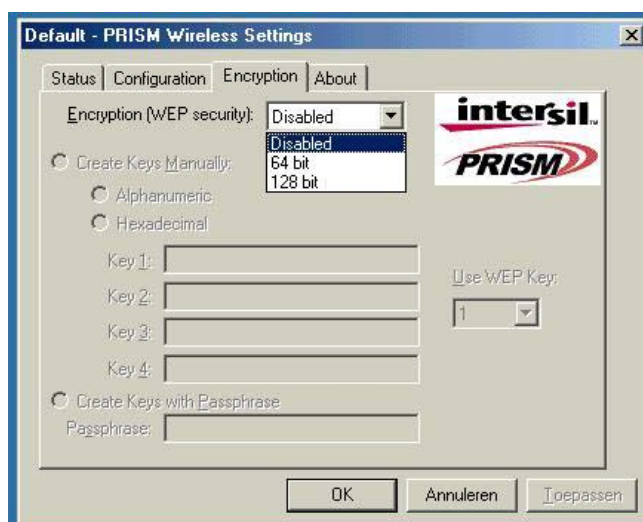 Default - PRISM Wireless Settings
Status Configuration Encryption About
Encryption (WEP security): Disabled
Disabled
64 bit
128 bit
intersil™
PRISM
Create Keys Manually:
Alphanumeric
Hexadecimal
Key 1:
Key 2:
Key 3:
Key 4:
Use WEP Key:
1
Create Keys with Passphrase
Passphrase:
OK Annuleren Toepassen